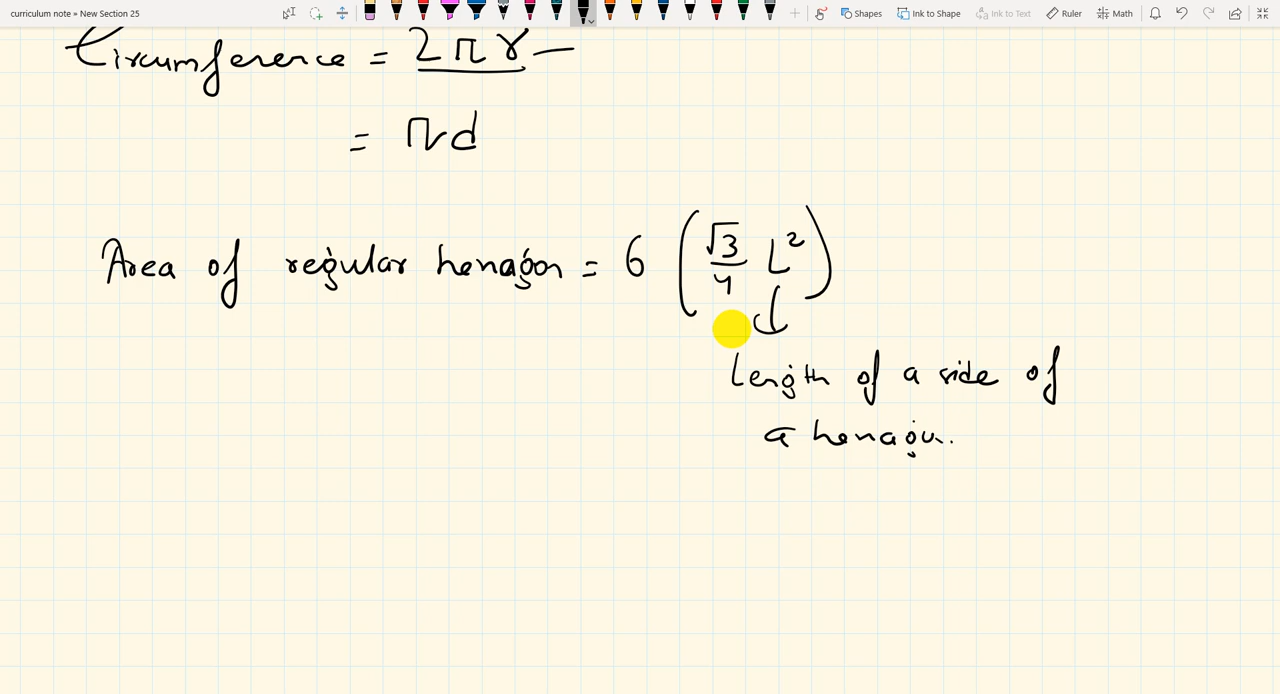 curriculum note » New Section 25
Shapes
Ink to Shape
Ink to Text
Ruler
Math
Circumference = 2πr
= πd
Area of regular hexagon = 6 (√3/4 L²)
Length of a side of
a hexagon.